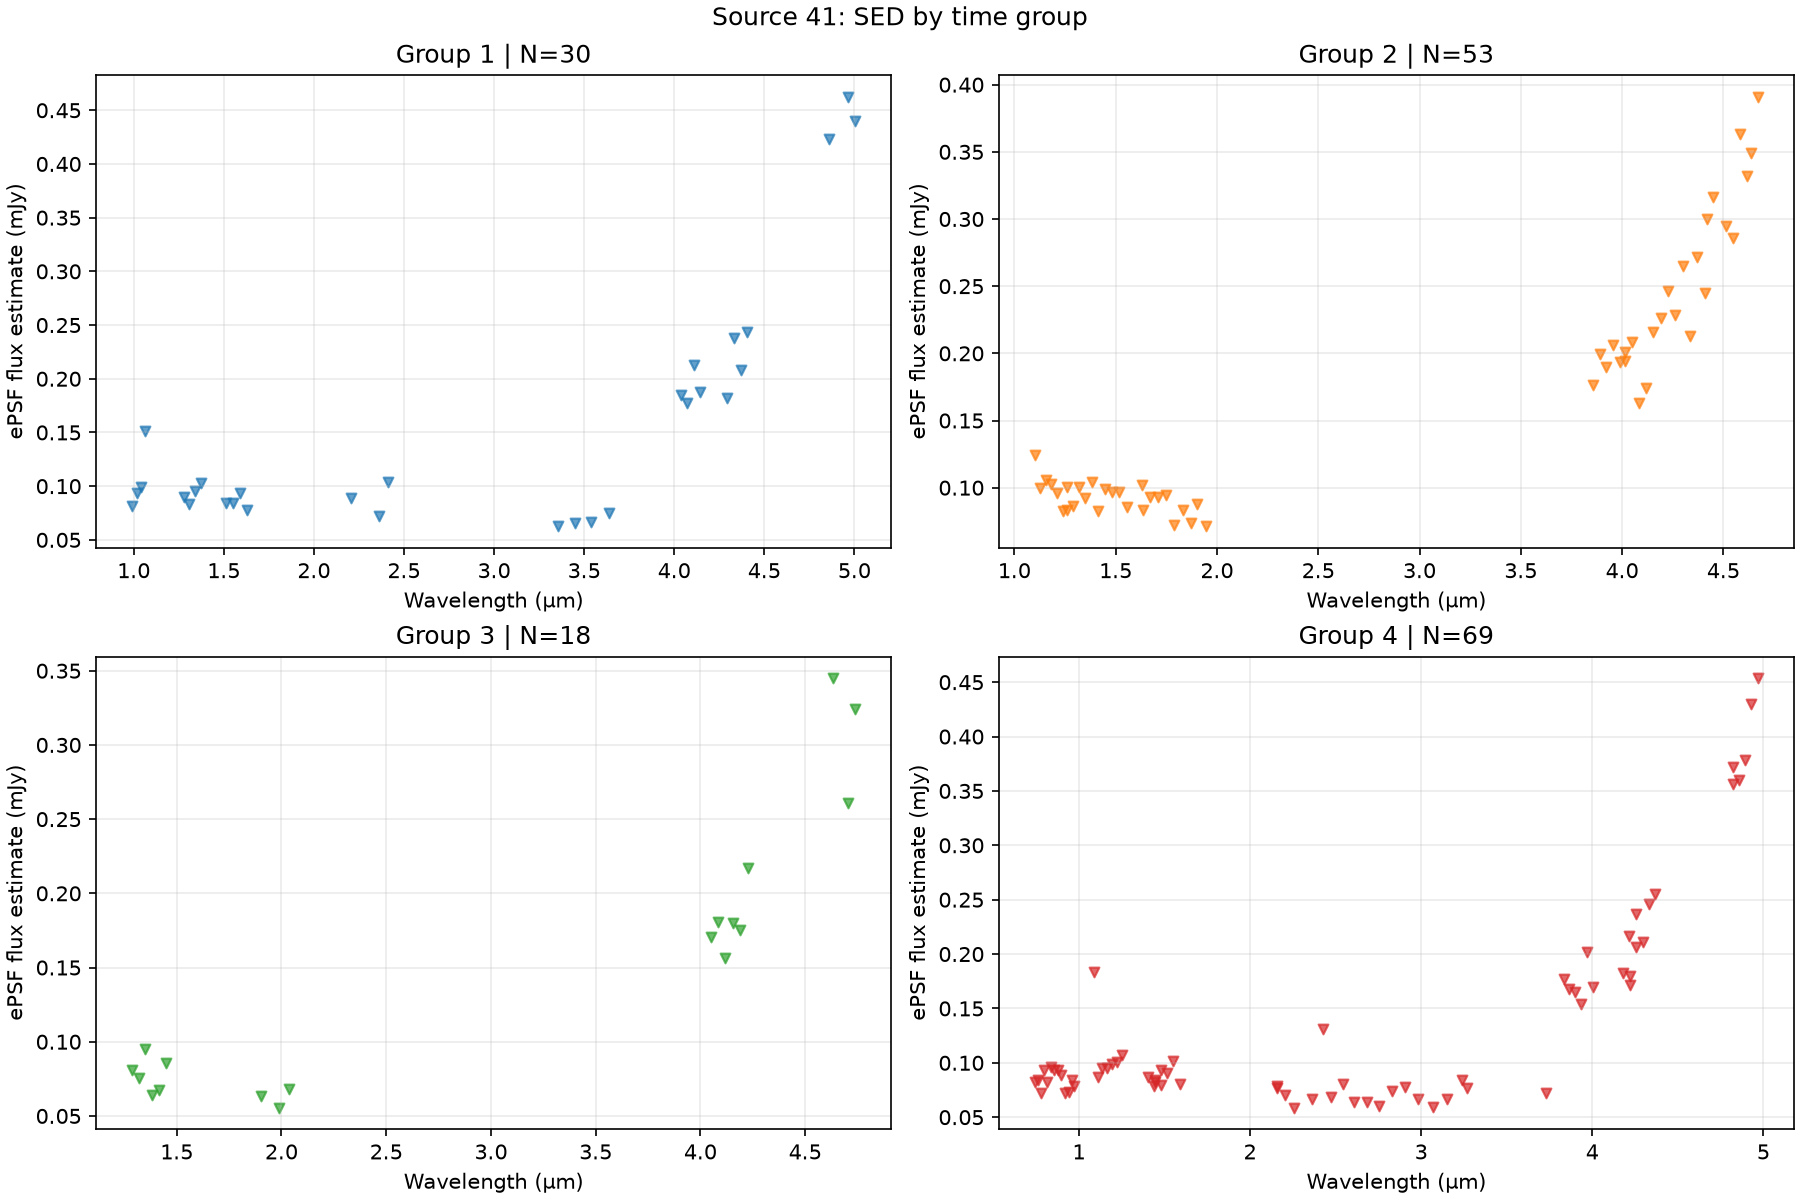 Source 41: SED by time group
Group 1 | N=30
ePSF flux estimate (mJy)
0.45
0.40
0.35
0.30
0.25
0.20
0.15
0.10
0.05
1.0 1.5 2.0 2.5 3.0 3.5 4.0 4.5 5.0
Wavelength (μm)
Group 2 | N=53
ePSF flux estimate (mJy)
0.40
0.35
0.30
0.25
0.20
0.15
0.10
1.0 1.5 2.0 2.5 3.0 3.5 4.0 4.5
Wavelength (μm)
Group 3 | N=18
ePSF flux estimate (mJy)
0.35
0.30
0.25
0.20
0.15
0.10
0.05
1.5 2.0 2.5 3.0 3.5 4.0 4.5
Wavelength (μm)
Group 4 | N=69
ePSF flux estimate (mJy)
0.45
0.40
0.35
0.30
0.25
0.20
0.15
0.10
0.05
1 2 3 4 5
Wavelength (μm)